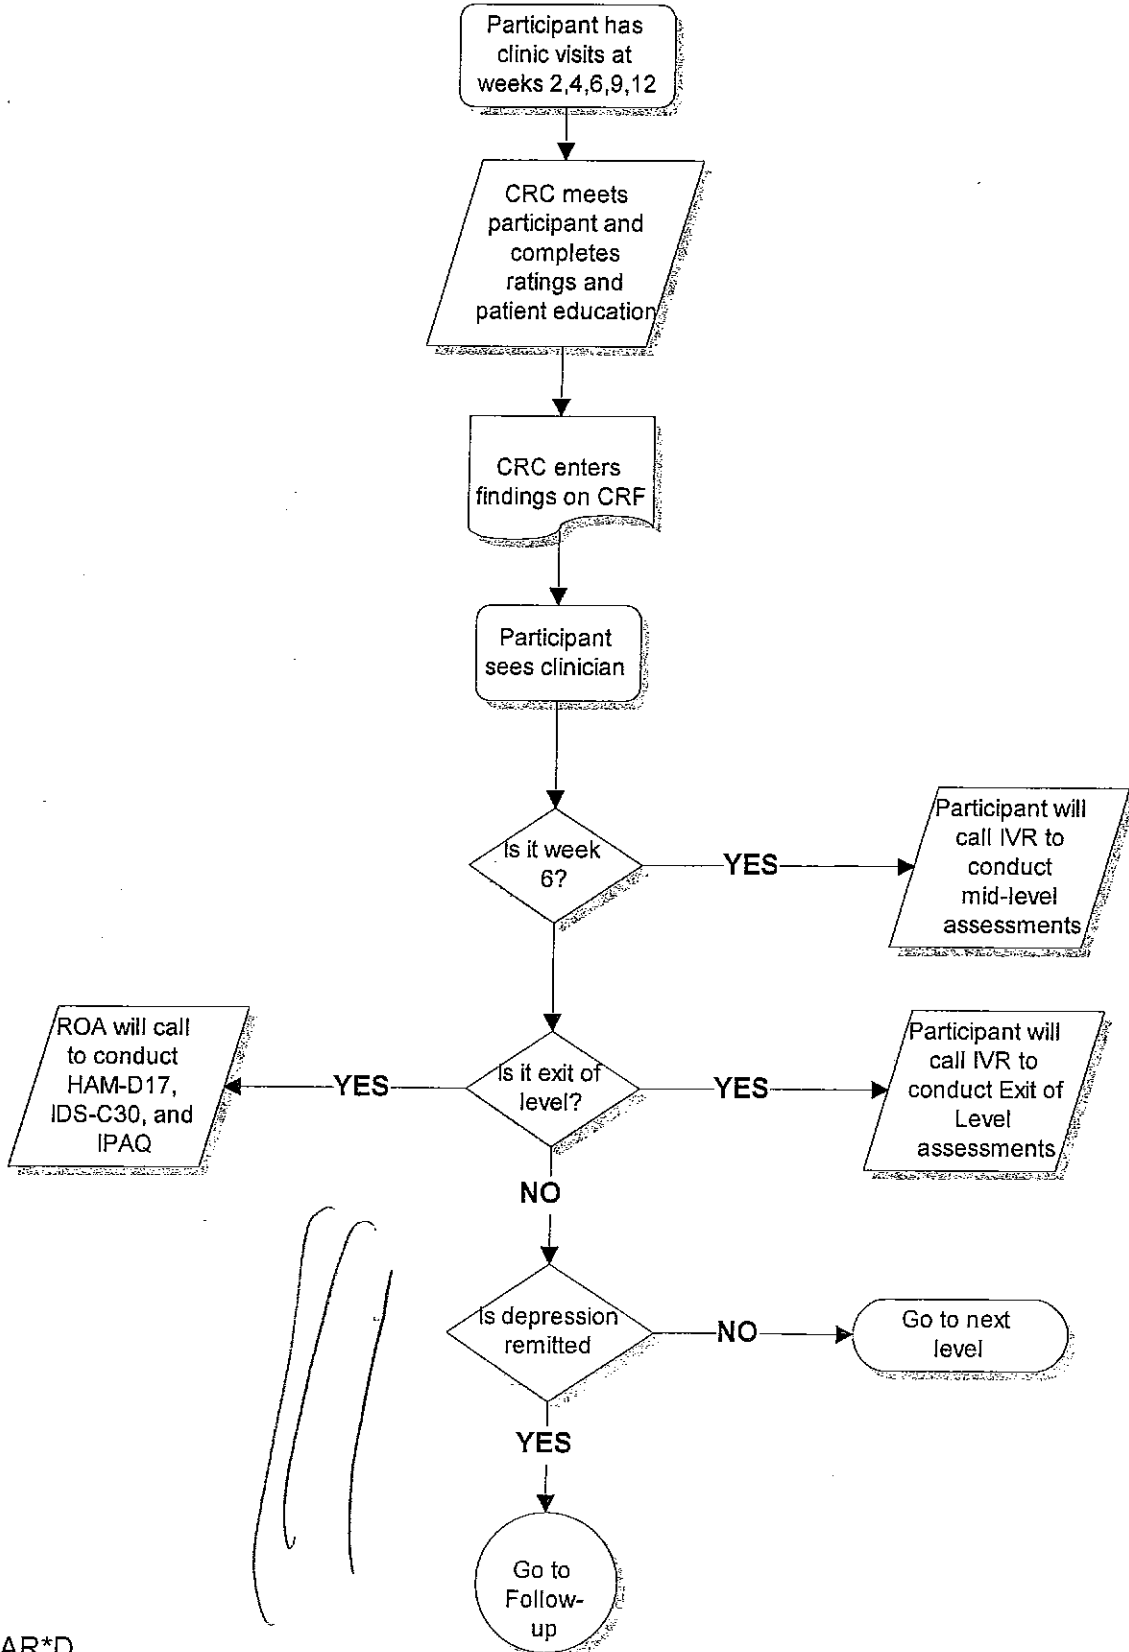 Participant has
clinic visits at
weeks 2,4,6,9,12
CRC meets
participant and
completes
ratings and
patient education
CRC enters
findings on CRF
Participant
sees clinician
Is it week
6?
YES
Participant will
call IVR to
conduct
mid-level
assessments
ROA will call
to conduct
HAM-D17,
IDS-C30, and
IPAQ
YES
Is it exit of
level?
YES
Participant will
call IVR to
conduct Exit of
Level
assessments
NO
Is depression
remitted
NO
Go to next
level
YES
Go to
Follow-
up
AR*D